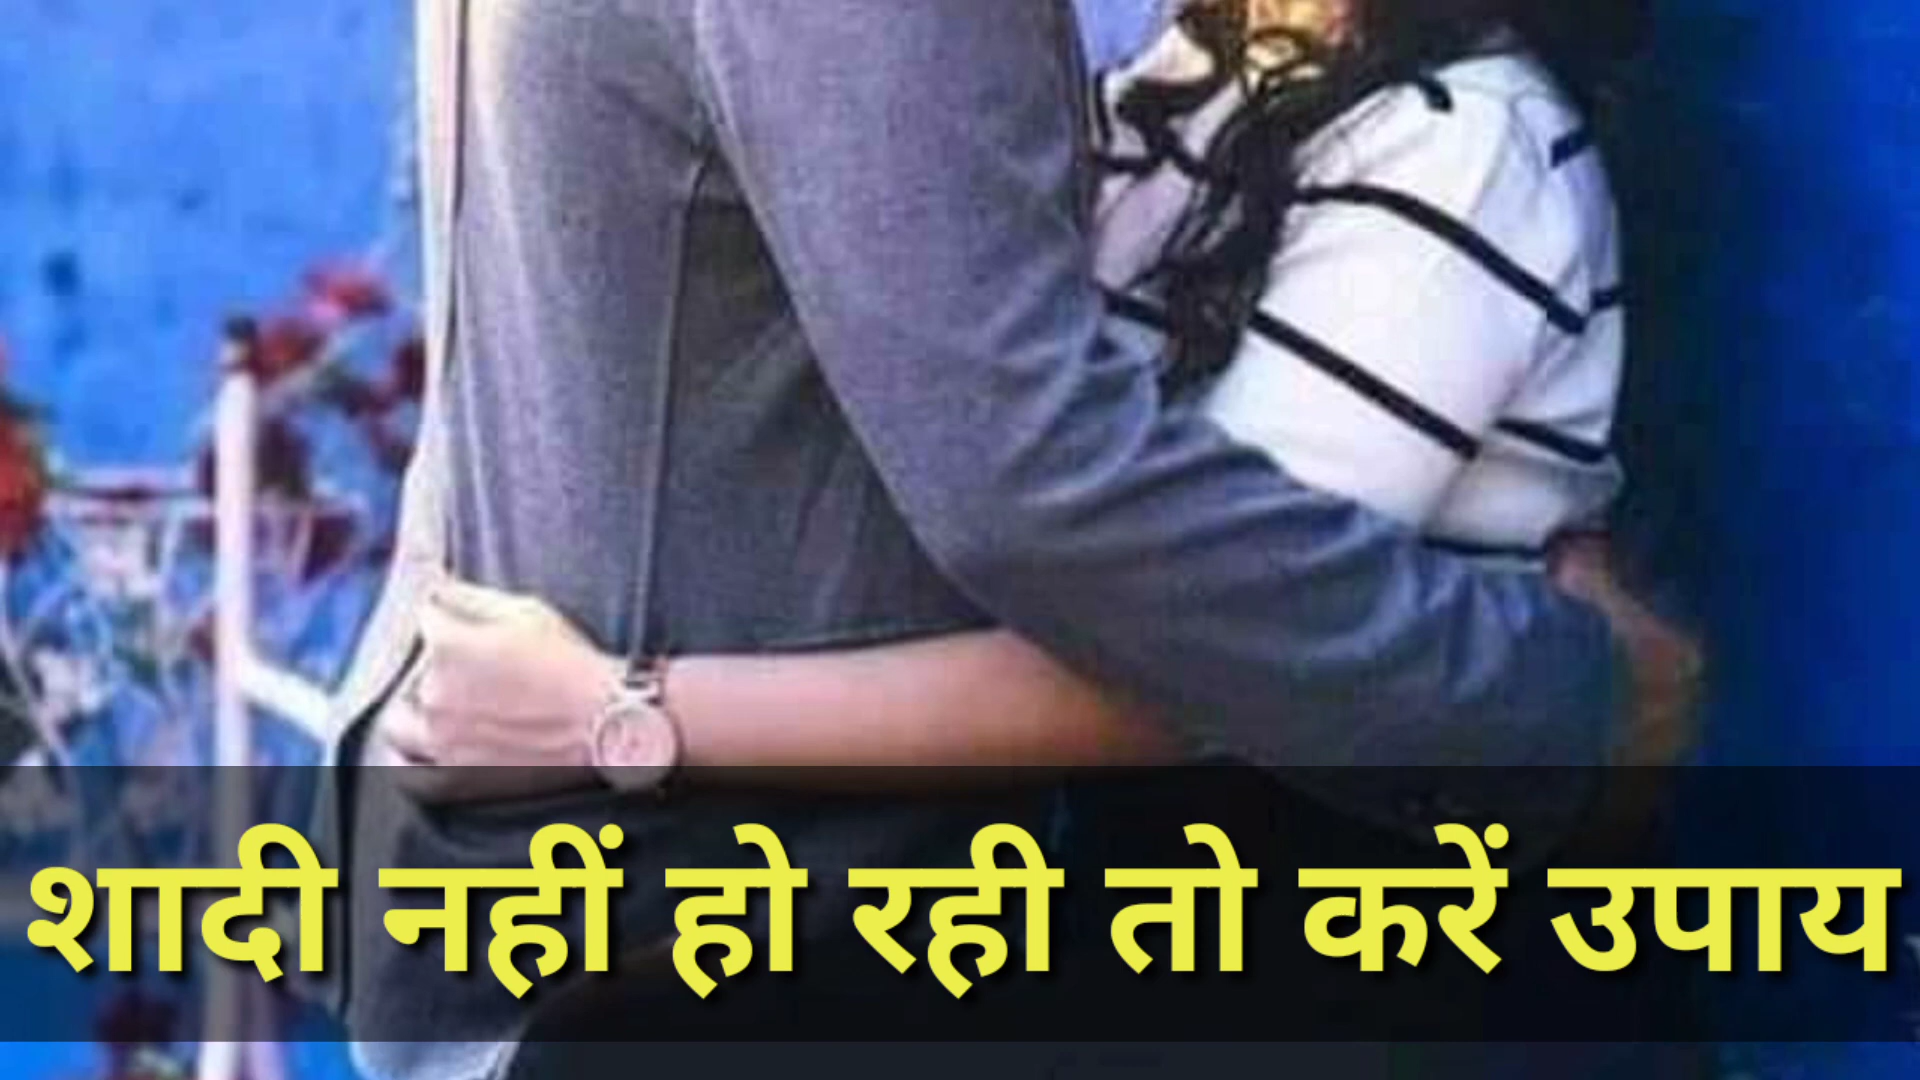 शादी नहीं हो रही तो करें उपाय